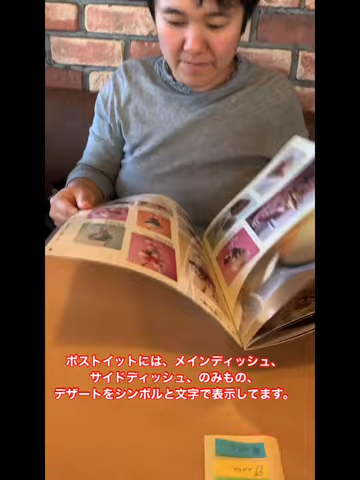 ポストイットには、メインディッシュ、
サイドディッシュ、のみもの、
デザートをシンボルと文字で表示してます。